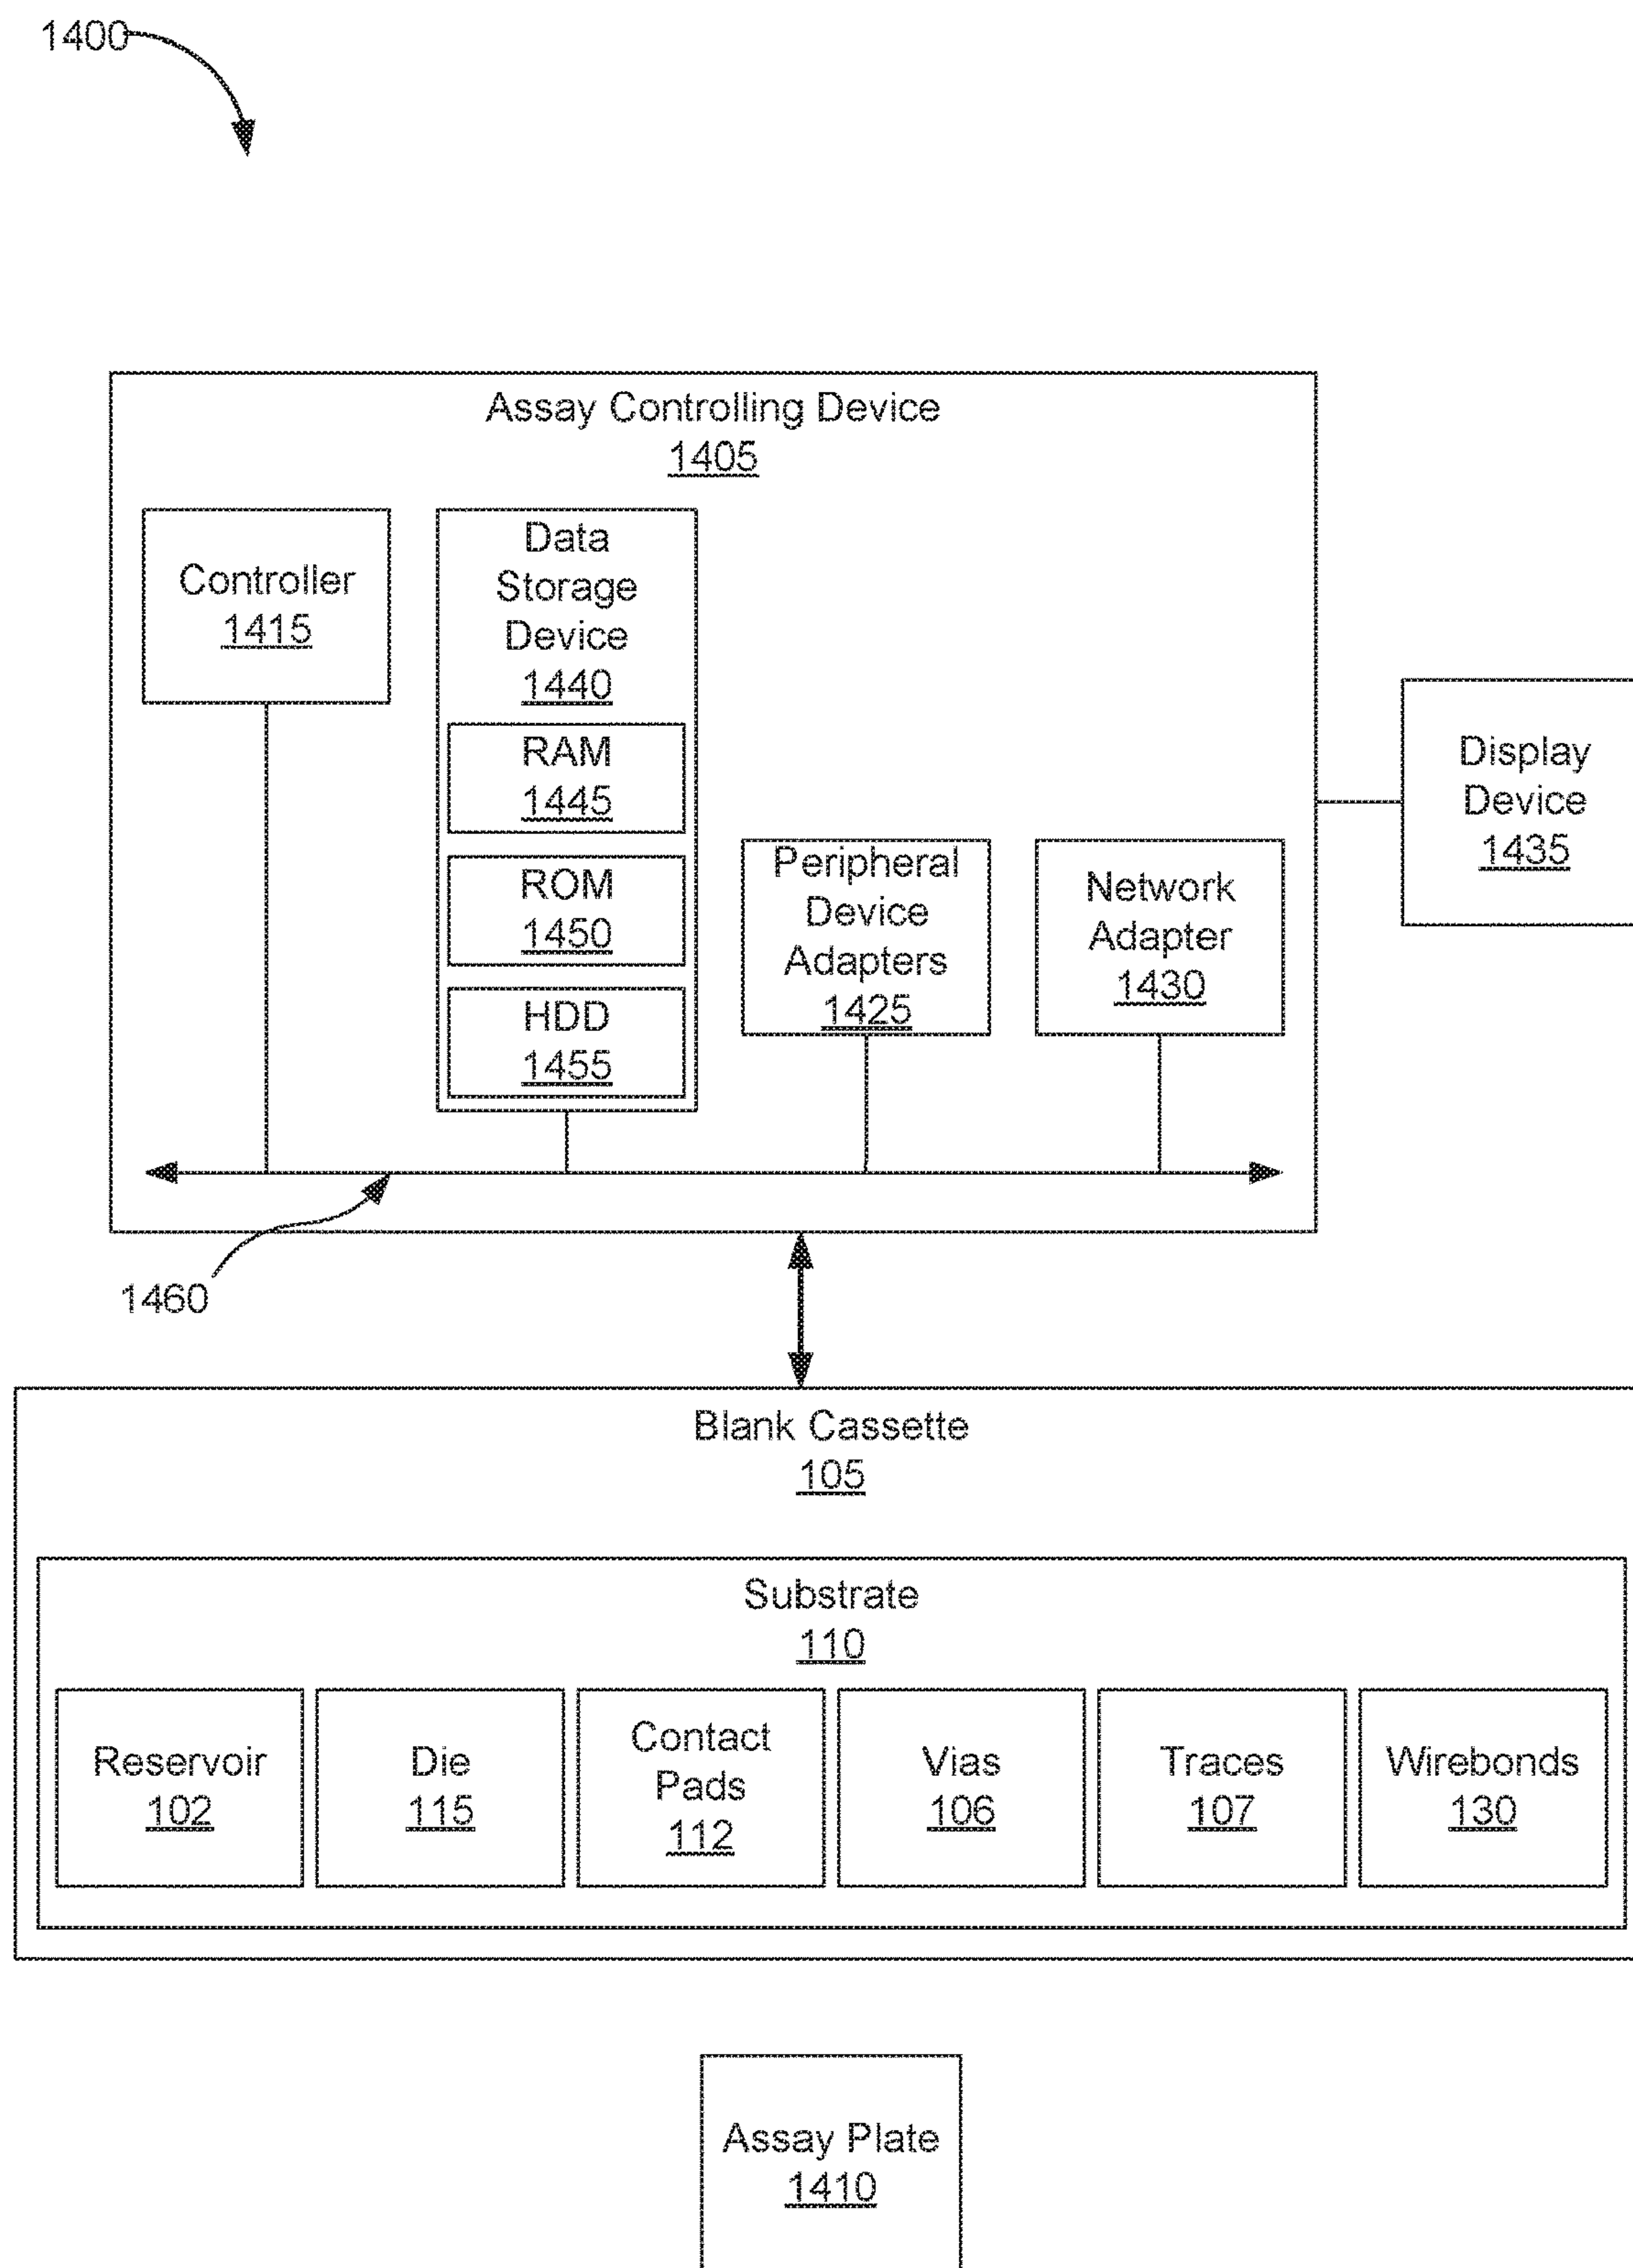 1400
Assay Controlling Device
1405
Controller
1415
Data
Storage
Device
1440
RAM
1445
ROM
1450
HDD
1455
Peripheral
Device
Adapters
1425
Network
Adapter
1430
Display
Device
1435
1460
Blank Cassette
105
Substrate
110
Reservoir
102
Die
115
Contact
Pads
112
Vias
106
Traces
107
Wirebonds
130
Assay Plate
1410